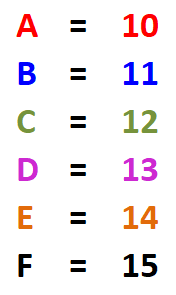 A = 10
B = 11
C = 12
D = 13
E = 14
F = 15